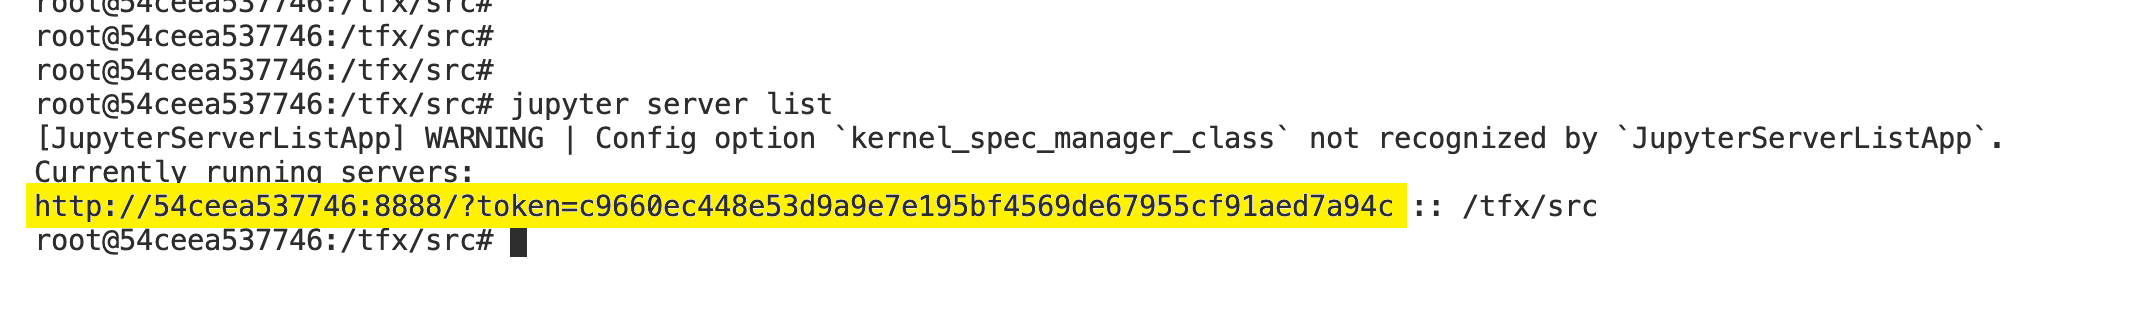 root@54ceea537746:/tfx/src#
root@54ceea537746:/tfx/src#
root@54ceea537746:/tfx/src#
root@54ceea537746:/tfx/src# jupyter server list
[JupyterServerListApp] WARNING | Config option `kernel_spec_manager_class` not recognized by `JupyterServerListApp`.
Currently running servers:
http://54ceea537746:8888/?token=c9660ec448e53d9a9e7e195bf4569de67955cf91aed7a94c :: /tfx/src
root@54ceea537746:/tfx/src#